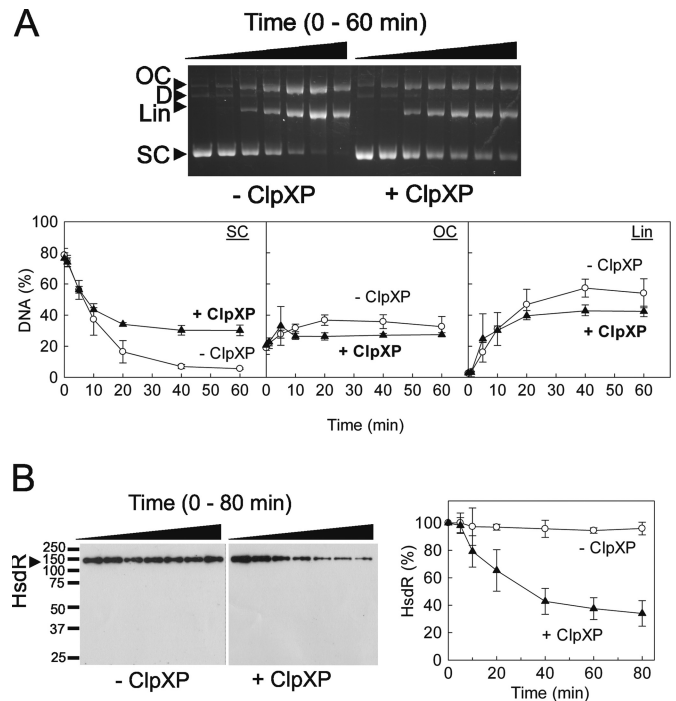 A
Time (0 - 60 min)
OC
D
Lin
SC
- ClpXP + ClpXP
100
80
60
40
20
0
DNA (%)
SC
+ ClpXP
- ClpXP
OC
- ClpXP
+ ClpXP
Lin
- ClpXP
+ ClpXP
0 10 20 30 40 50 60 0 10 20 30 40 50 60 0 10 20 30 40 50 60
Time (min)
B
Time (0 - 80 min)
HsdR
250
150
100
75
50
37
25
- ClpXP + ClpXP
100
80
60
40
20
0
HsdR (%)
- ClpXP
+ ClpXP
0 20 40 60 80
Time (min)